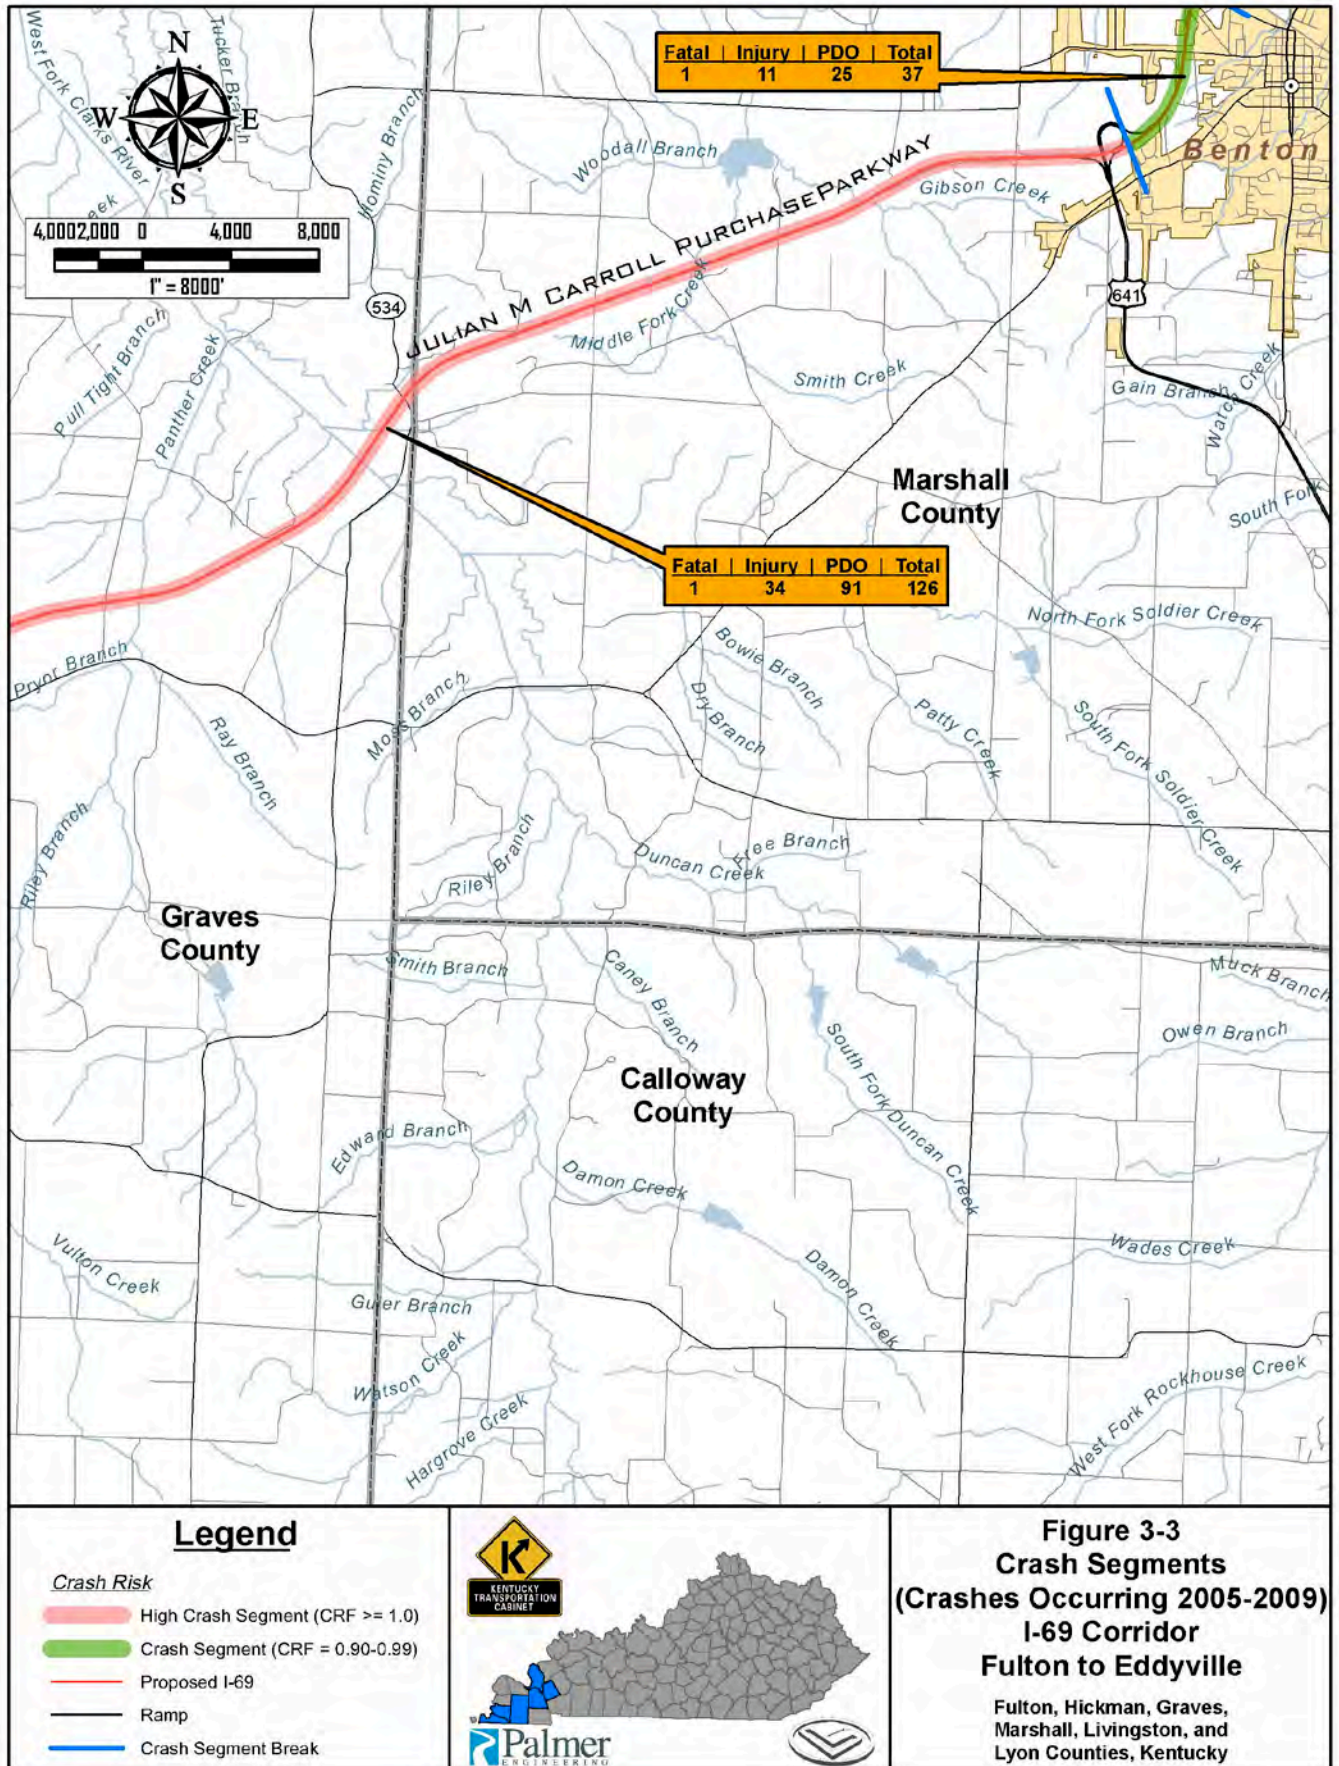 West Fork Clarks River
Tucker Branch
N
W
E
S
Hominy Branch
Fatal | Injury | PDO | Total
1 11 25 37
Woodall Branch
Benton
Gibson Creek
eek
4,0002,000 0 4,000 8,000
1" = 8000'
JULIAN M CARROLL PURCHASE PARKWAY
534
641
Middle Fork Creek
Pull Tight Branch
Panther Creek
Smith Creek
Gain Branch
Watch Creek
Marshall
County
South Fork
Fatal | Injury | PDO | Total
1 34 91 126
North Fork Soldier Creek
Pryor Branch
Bowie Branch
Dry Branch
Moss Branch
Ray Branch
Patty Creek
South Fork Soldier Creek
Riley Branch
Riley Branch
Duncan Creek
Free Branch
Graves
County
Smith Branch
Caney Branch
Muck Branch
Owen Branch
South Fork Duncan Creek
Calloway
County
Edward Branch
Damon Creek
Wades Creek
Vulton Creek
Damon Creek
Guier Branch
Watson Creek
Hargrove Creek
West Fork Rockhouse Creek
Legend
Crash Risk
High Crash Segment (CRF >= 1.0)
Crash Segment (CRF = 0.90-0.99)
Proposed I-69
Ramp
Crash Segment Break
KENTUCKY
TRANSPORTATION
CABINET
Palmer
ENGINEERING
Figure 3-3
Crash Segments
(Crashes Occurring 2005-2009)
I-69 Corridor
Fulton to Eddyville
Fulton, Hickman, Graves,
Marshall, Livingston, and
Lyon Counties, Kentucky